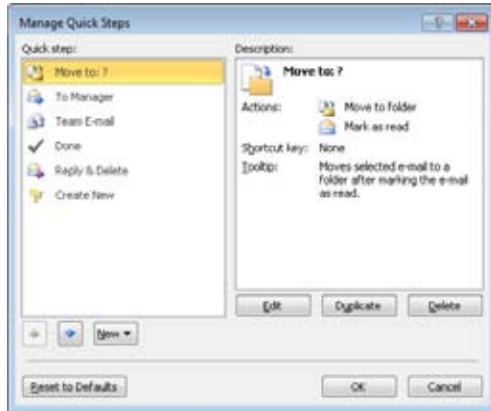 Manage Quick Steps
Quick step:
Move to: ?
To Manager
Team E-mail
Done
Reply & Delete
Create New
New
Reset to Defaults
Description:
Move to: ?
Actions:
Move to folder
Mark as read
Shortcut key: None
Tooltip: Moves selected e-mail to a
folder after marking the e-mail
as read.
Edit
Duplicate
Delete
OK
Cancel